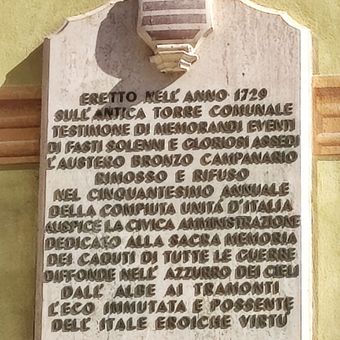 ERETTO NELL'ANNO 1729
SULL'ANTICA TORRE COMUNALE
TESTIMONE DI MEMORANDI EVENTI
DI FASTI SOLENNI E GLORIOSI ASSEDI
L'AUSTERO BRONZO CAMPANARIO
RIMOSSO E RIFUSO
NEL CINQUANTESIMO ANNUALE
DELLA COMPIUTA UNITÀ D'ITALIA
AUSPICE LA CIVICA AMMINISTRAZIONE
DEDICATO ALLA SACRA MEMORIA
DEI CADUTI DI TUTTE LE GUERRE
DIFFONDE NELL'AZZURRO DEI CIELI
DALL'ALBE AI TRAMONTI
L'ECO IMMUTATA E POSSENTE
DELL'ITALE EROICHE VIRTÙ